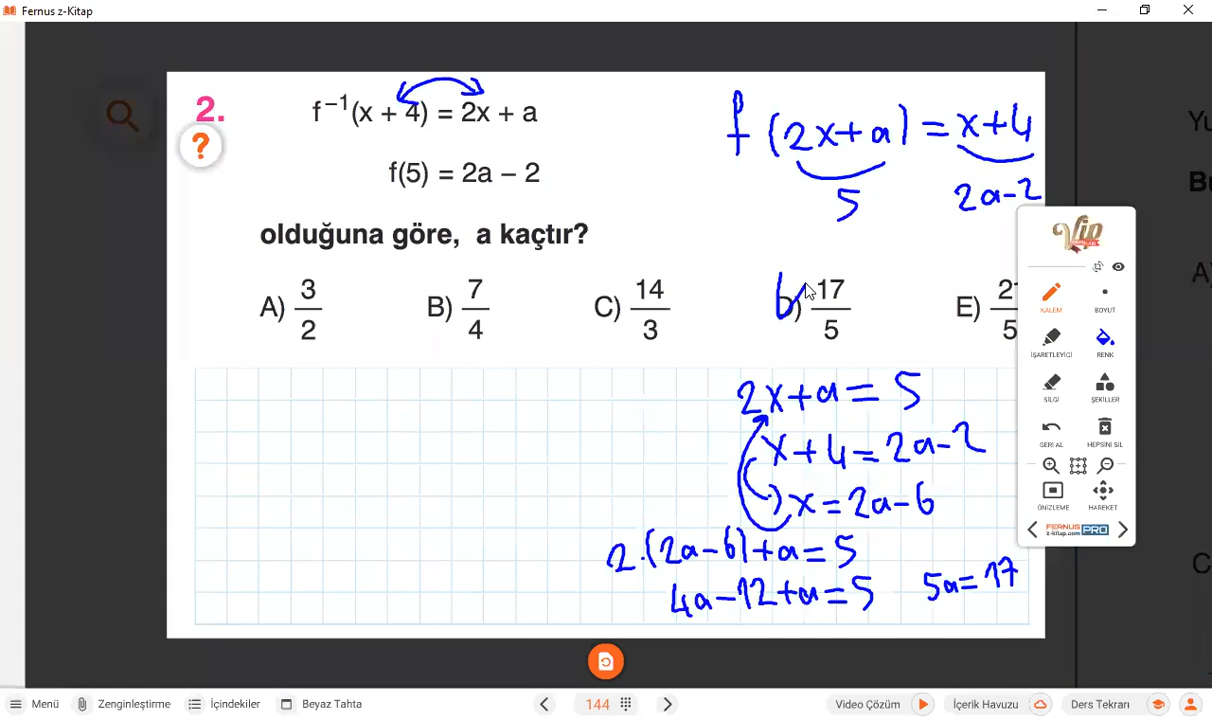 Fernus z-Kitap
2.
?
f⁻¹(x + 4) = 2x + a
f(5) = 2a – 2
olduğuna göre, a kaçtır?
A) 3/2 B) 7/4 C) 14/3 D) 17/5 E)
f (2x+a) = x+4
5 2a-2
2x+a = 5
x+4=2a-2
x=2a-6
2.(2a-6)+a=5
4a-12+a=5 5a=17
Vip
KALEM BOYUT
İŞARETLEYİCİ RENK
SİLGİ ŞEKİLLER
GERİ AL HEPSİNİ SİL
ÖNİZLEME HAREKET
FERNUS z-kitap.com PRO
Yu
B
A)
C
Menü Zenginleştirme İçindekiler Beyaz Tahta 144 Video Çözüm İçerik Havuzu Ders Tekrarı